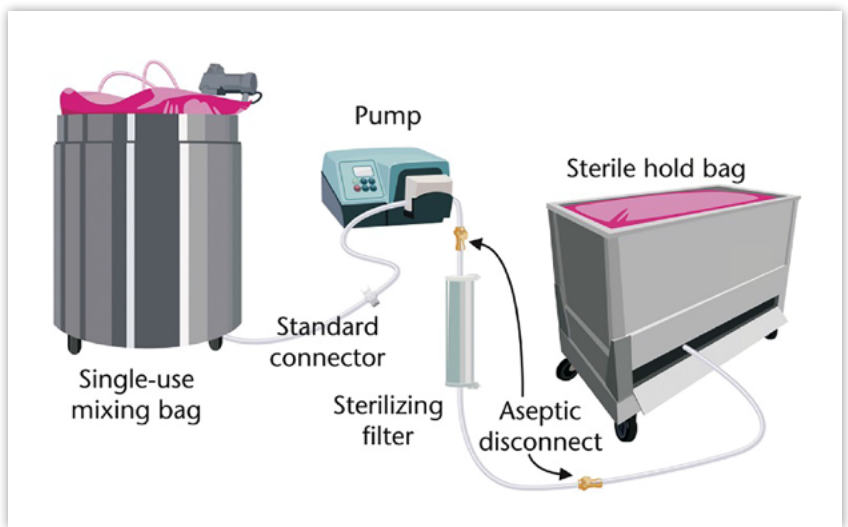 Pump
Sterile hold bag
Standard
connector
Single-use
mixing bag
Sterilizing
filter
Aseptic
disconnect